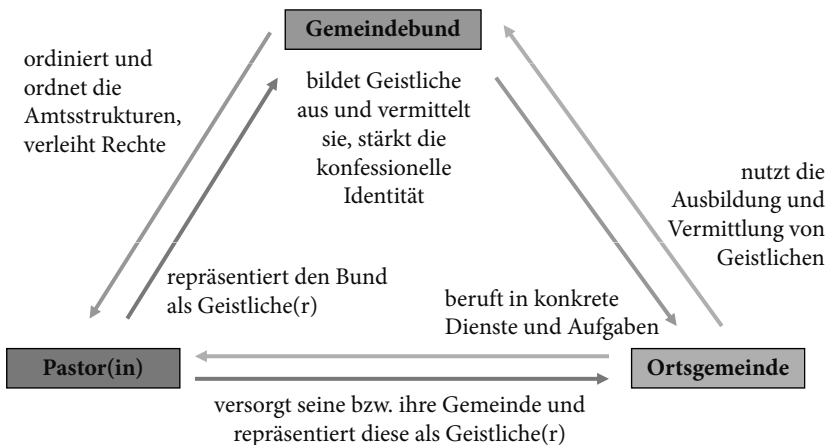 Gemeindebund
ordiniert und
ordnet die
Amtsstrukturen,
verleiht Rechte
bildet Geistliche
aus und vermittelt
sie, stärkt die
konfessionelle
Identität
nutzt die
Ausbildung und
Vermittlung von
Geistlichen
repräsentiert den Bund
als Geistliche(r)
beruft in konkrete
Dienste und Aufgaben
Pastor(in)
Ortsgemeinde
versorgt seine bzw. ihre Gemeinde und
repräsentiert diese als Geistliche(r)